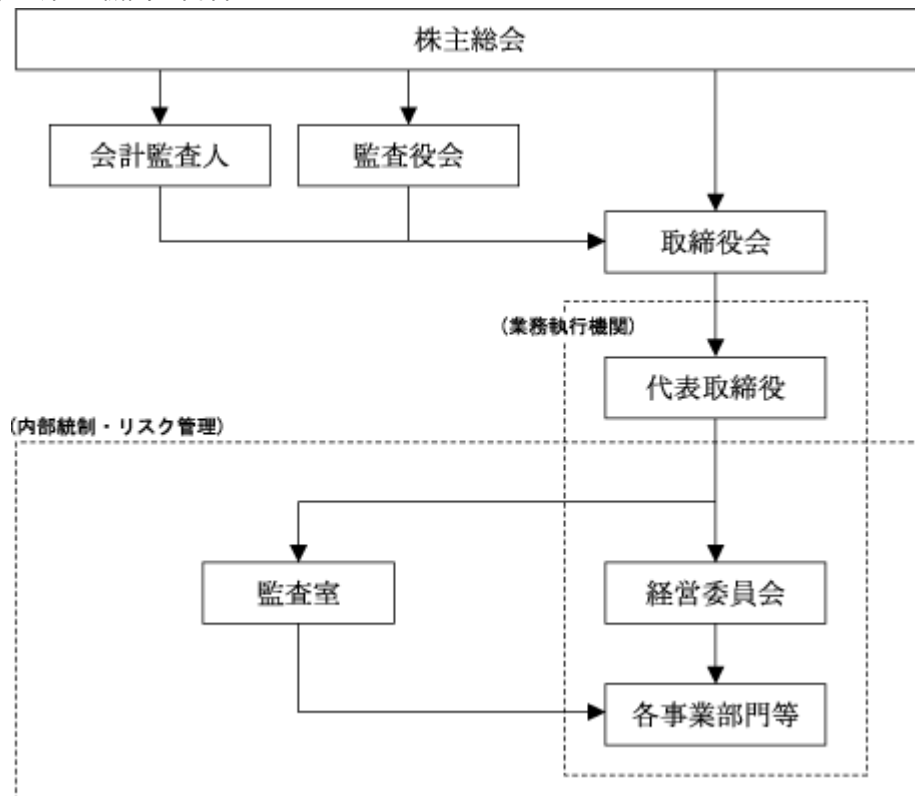 株主総会
会計監査人
監査役会
取締役会
(業務執行機関)
代表取締役
(内部統制・リスク管理)
監査室
経営委員会
各事業部門等